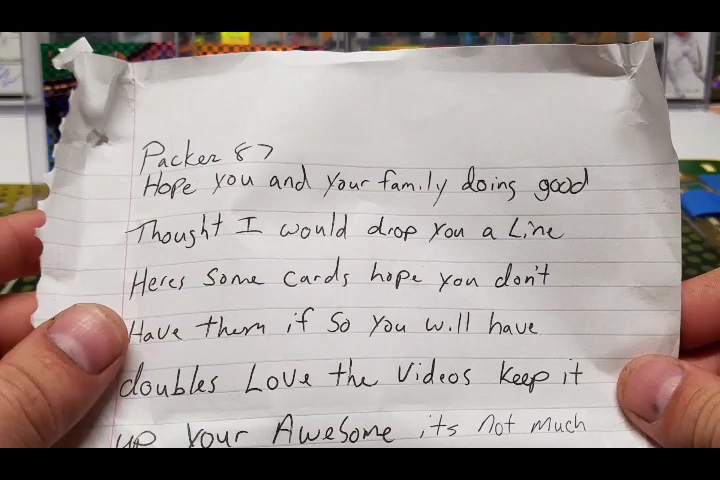 Packer 87
Hope you and your family doing good
Thought I would drop you a Line
Heres some cards hope you don't
Have them if so you will have
doubles Love the Videos keep it
up your Awesome its not much